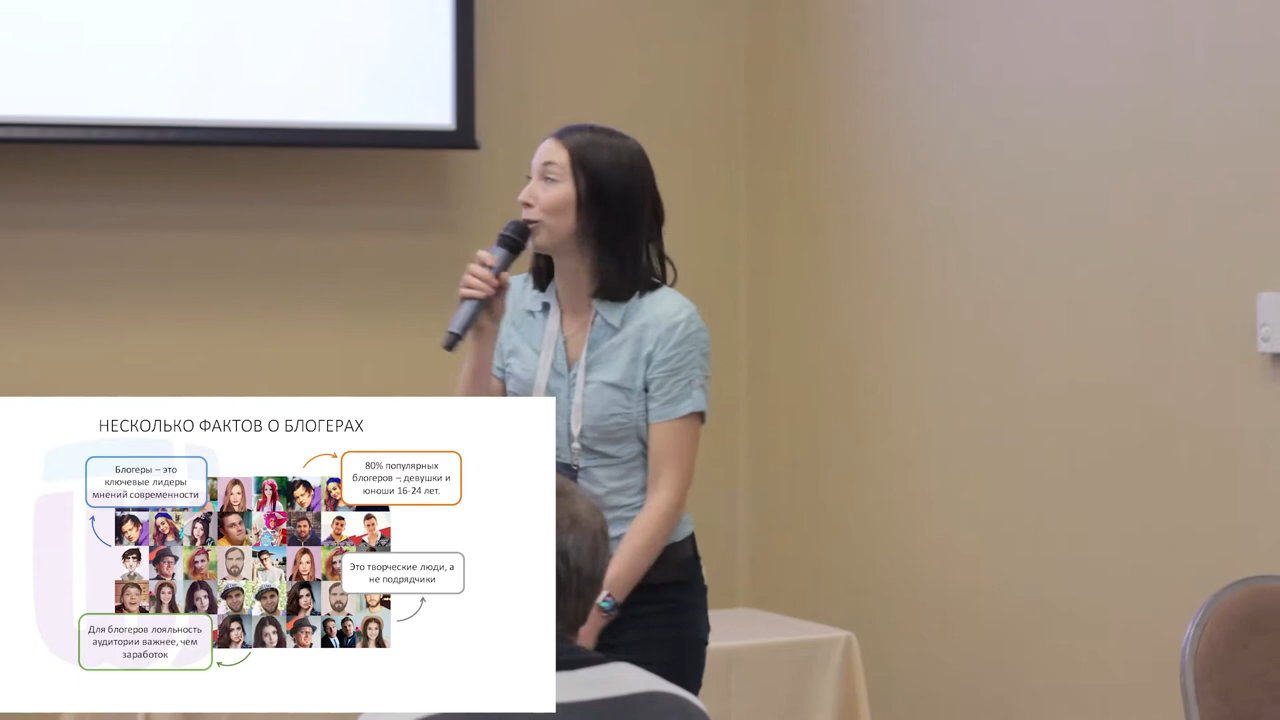 НЕСКОЛЬКО ФАКТОВ О БЛОГЕРАХ
Блогеры – это
ключевые лидеры
мнений современности
80% популярных
блогеров – девушки и
юноши 16-24 лет.
Это творческие люди, а
не подрядчики
Для блогеров лояльность
аудитории важнее, чем
заработок